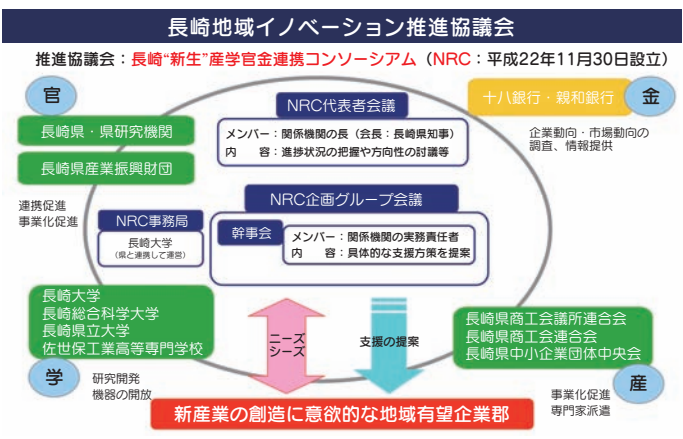 長崎地域イノベーション推進協議会
推進協議会：長崎“新生”産学官金連携コンソーシアム（NRC：平成22年11月30日設立）
官
長崎県・県研究機関
長崎県産業振興財団
連携促進
事業化促進
NRC代表者会議
メンバー：関係機関の長（会長：長崎県知事）
内　　容：進捗状況の把握や方向性の討議等
十八銀行・親和銀行
金
企業動向・市場動向の
調査、情報提供
NRC事務局
長崎大学
（県と連携して運営）
NRC企画グループ会議
幹事会
メンバー：関係機関の実務責任者
内　　容：具体的な支援方策を提案
長崎大学
長崎総合科学大学
長崎県立大学
佐世保工業高等専門学校
学
研究開発
機器の開放
ニーズ
シーズ
支援の提案
長崎県商工会議所連合会
長崎県商工会連合会
長崎県中小企業団体中央会
産
事業化促進
専門家派遣
新産業の創造に意欲的な地域有望企業郡